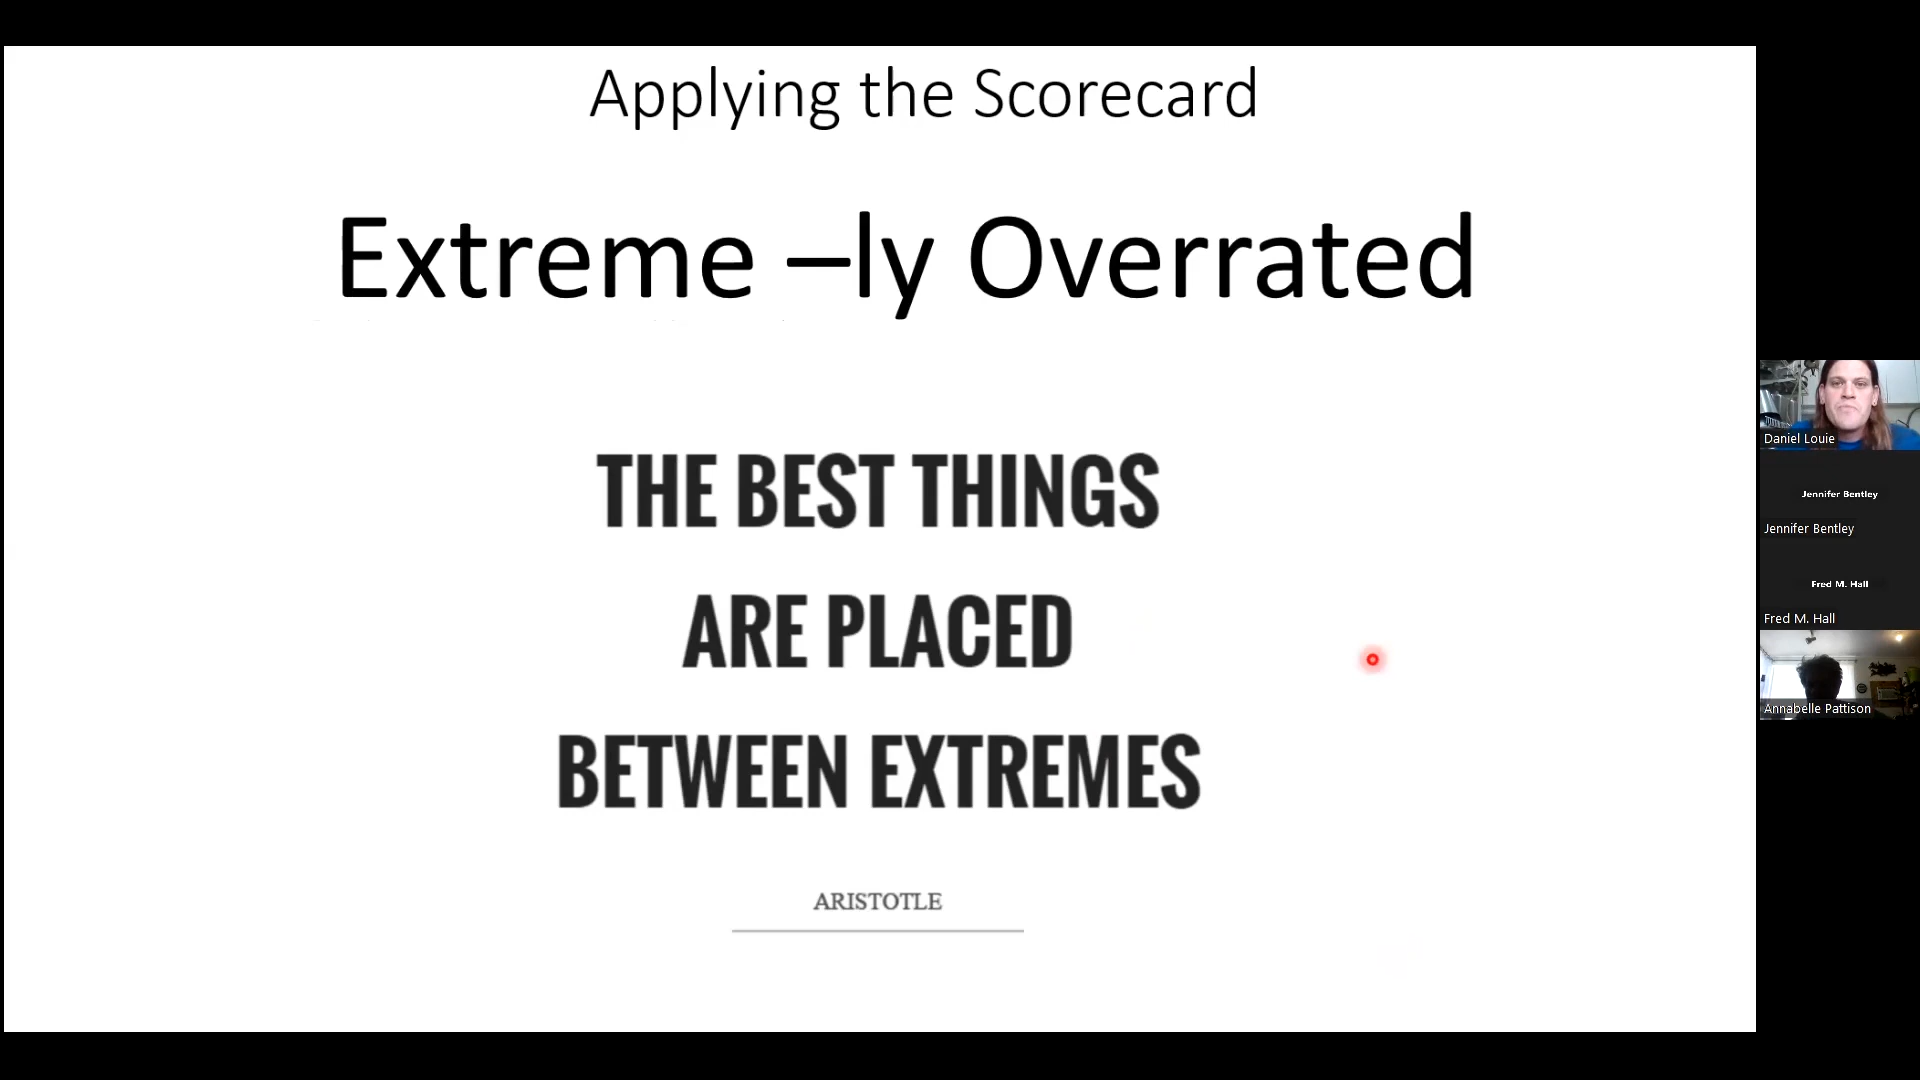 Applying the Scorecard
Extreme –ly Overrated
THE BEST THINGS
ARE PLACED
BETWEEN EXTREMES
ARISTOTLE
Daniel Louie
Jennifer Bentley
Jennifer Bentley
Fred M. Hall
Fred M. Hall
Annabelle Pattison